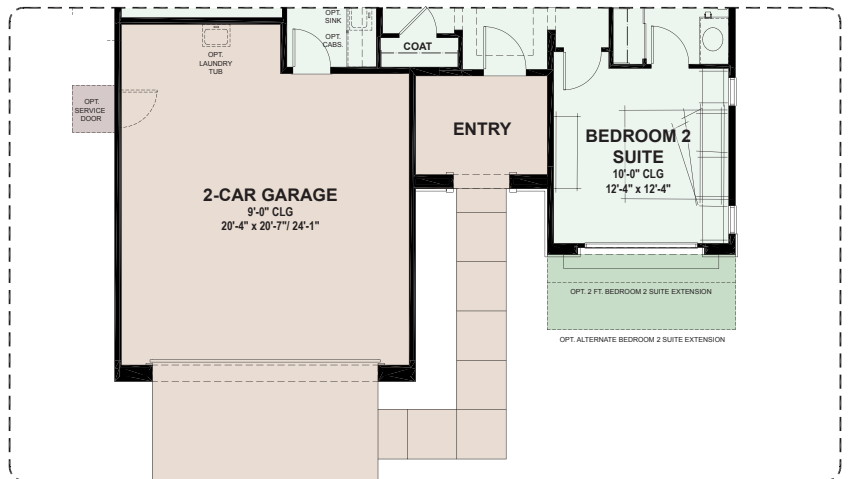 OPT.
SINK
OPT.
CABS.
COAT
OPT.
LAUNDRY
TUB
OPT.
SERVICE
DOOR
ENTRY
BEDROOM 2
SUITE
10'-0" CLG
12'-4" x 12'-4"
2-CAR GARAGE
9'-0" CLG
20'-4" x 20'-7"/ 24'-1"
OPT. 2 FT. BEDROOM 2 SUITE EXTENSION
OPT. ALTERNATE BEDROOM 2 SUITE EXTENSION